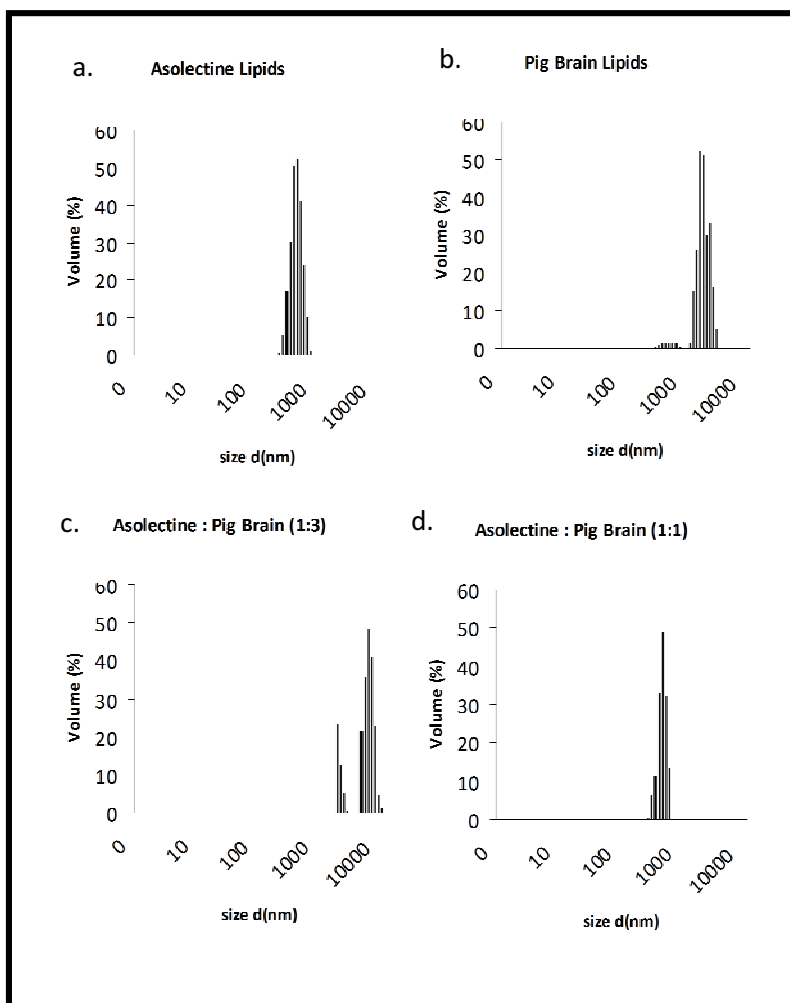 a.
Asolectine Lipids
60
50
40
30
20
10
0
Volume (%)
0 10 100 1000 10000
size d(nm)
b.
Pig Brain Lipids
60
50
40
30
20
10
0
Volume (%)
0 10 100 1000 10000
size d(nm)
c.
Asolectine : Pig Brain (1:3)
60
50
40
30
20
10
0
Volume (%)
0 10 100 1000 10000
size d(nm)
d.
Asolectine : Pig Brain (1:1)
60
50
40
30
20
10
0
Volume (%)
0 10 100 1000 10000
size d(nm)